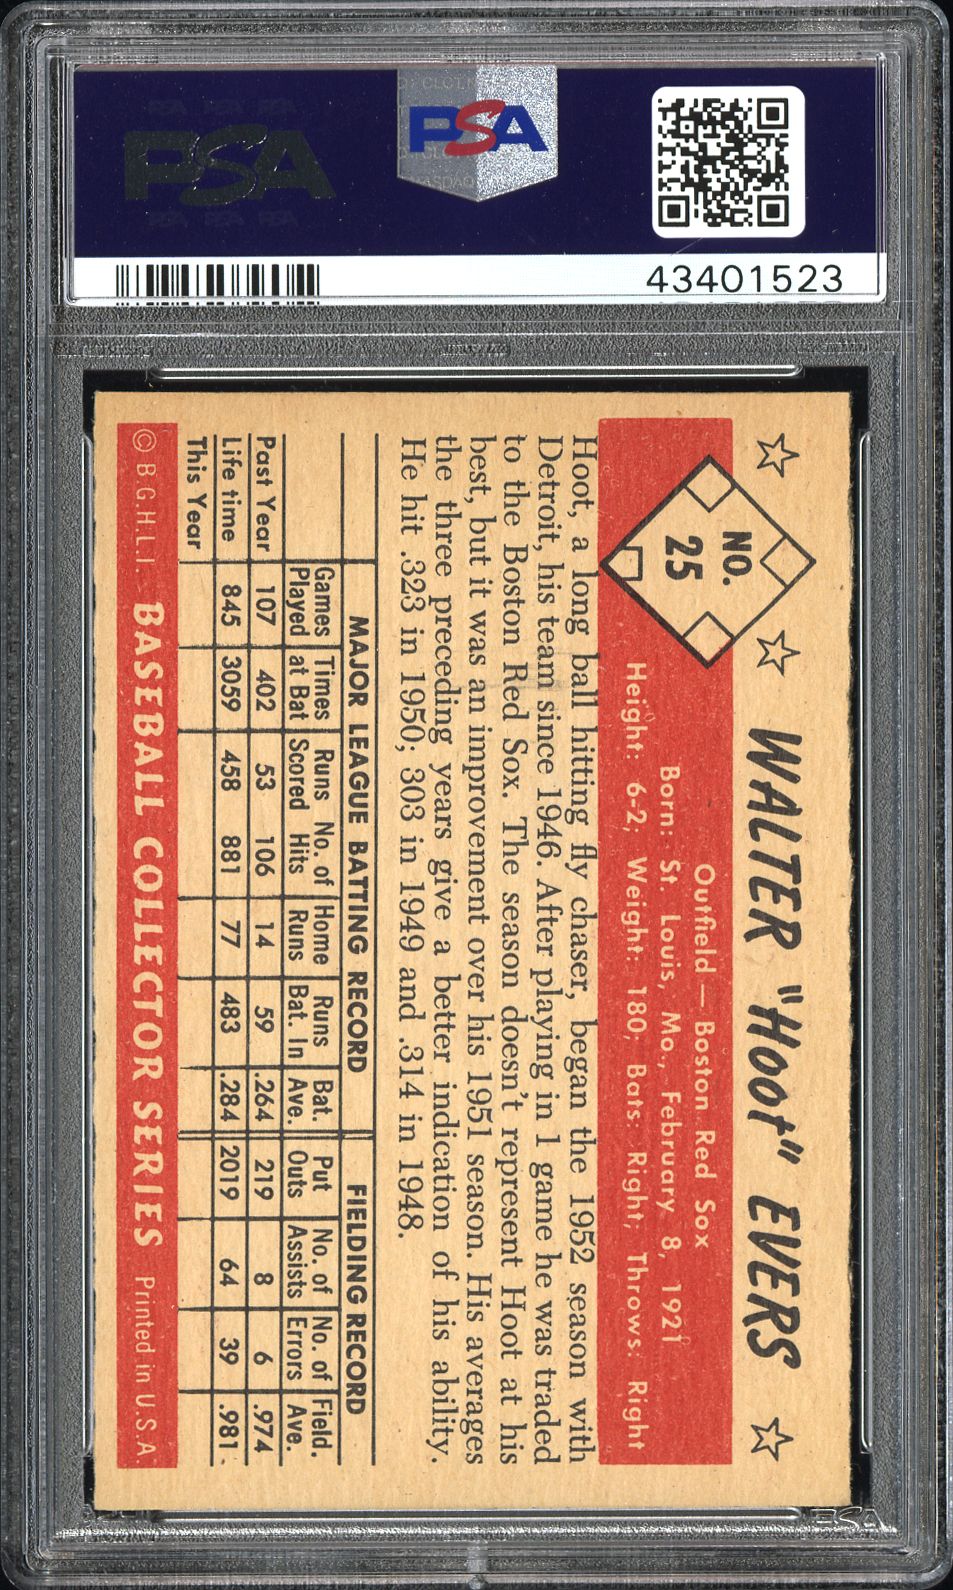 PSA
PSA
43401523
NO.
25
WALTER "HOOT" EVERS
Outfield — Boston Red Sox
Born: St. Louis, Mo., February 8, 1921
Height: 6-2; Weight: 180; Bats: Right; Throws: Right
Hoot, a long ball hitting fly chaser, began the 1952 season with
Detroit, his team since 1946. After playing in 1 game he was traded
to the Boston Red Sox. The season doesn't represent Hoot at his
best, but it was an improvement over his 1951 season. His averages
the three preceding years give a better indication of his ability.
He hit .323 in 1950; .303 in 1949 and .314 in 1948.
MAJOR LEAGUE BATTING RECORD FIELDING RECORD
Games Times Runs No. of Home Runs Bat. Put No. of No. of Field.
Played at Bat Scored Hits Runs Bat. In Ave. Outs Assists Errors Ave.
Past Year 107 402 53 106 14 59 .264 219 8 6 .974
Life time 845 3059 458 881 77 483 .284 2019 64 39 .981
This Year
© B.G.H.L.I. BASEBALL COLLECTOR SERIES Printed in U.S.A.